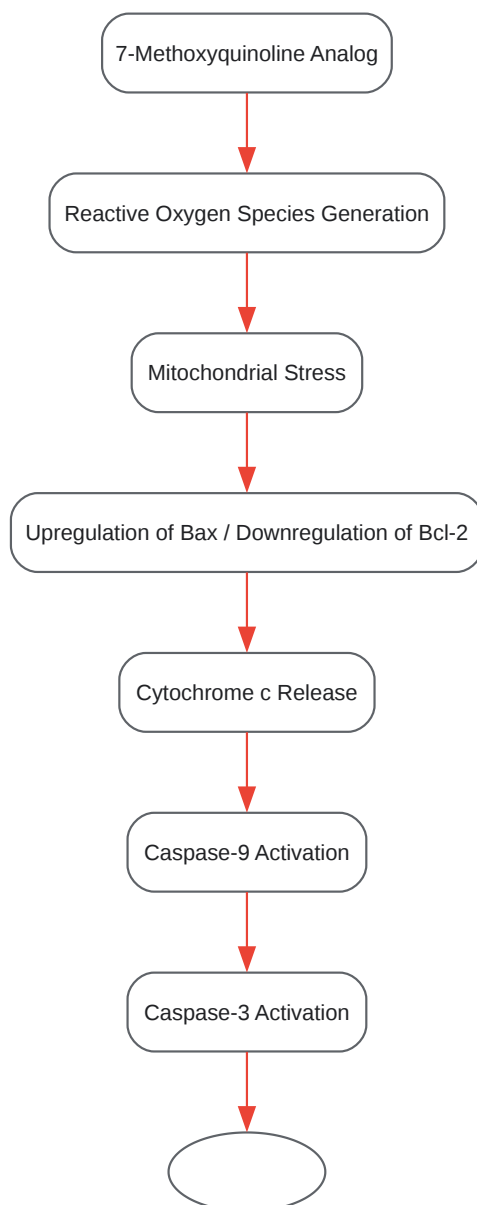 7-Methoxyquinoline Analog
Reactive Oxygen Species Generation
Mitochondrial Stress
Upregulation of Bax / Downregulation of Bcl-2
Cytochrome c Release
Caspase-9 Activation
Caspase-3 Activation